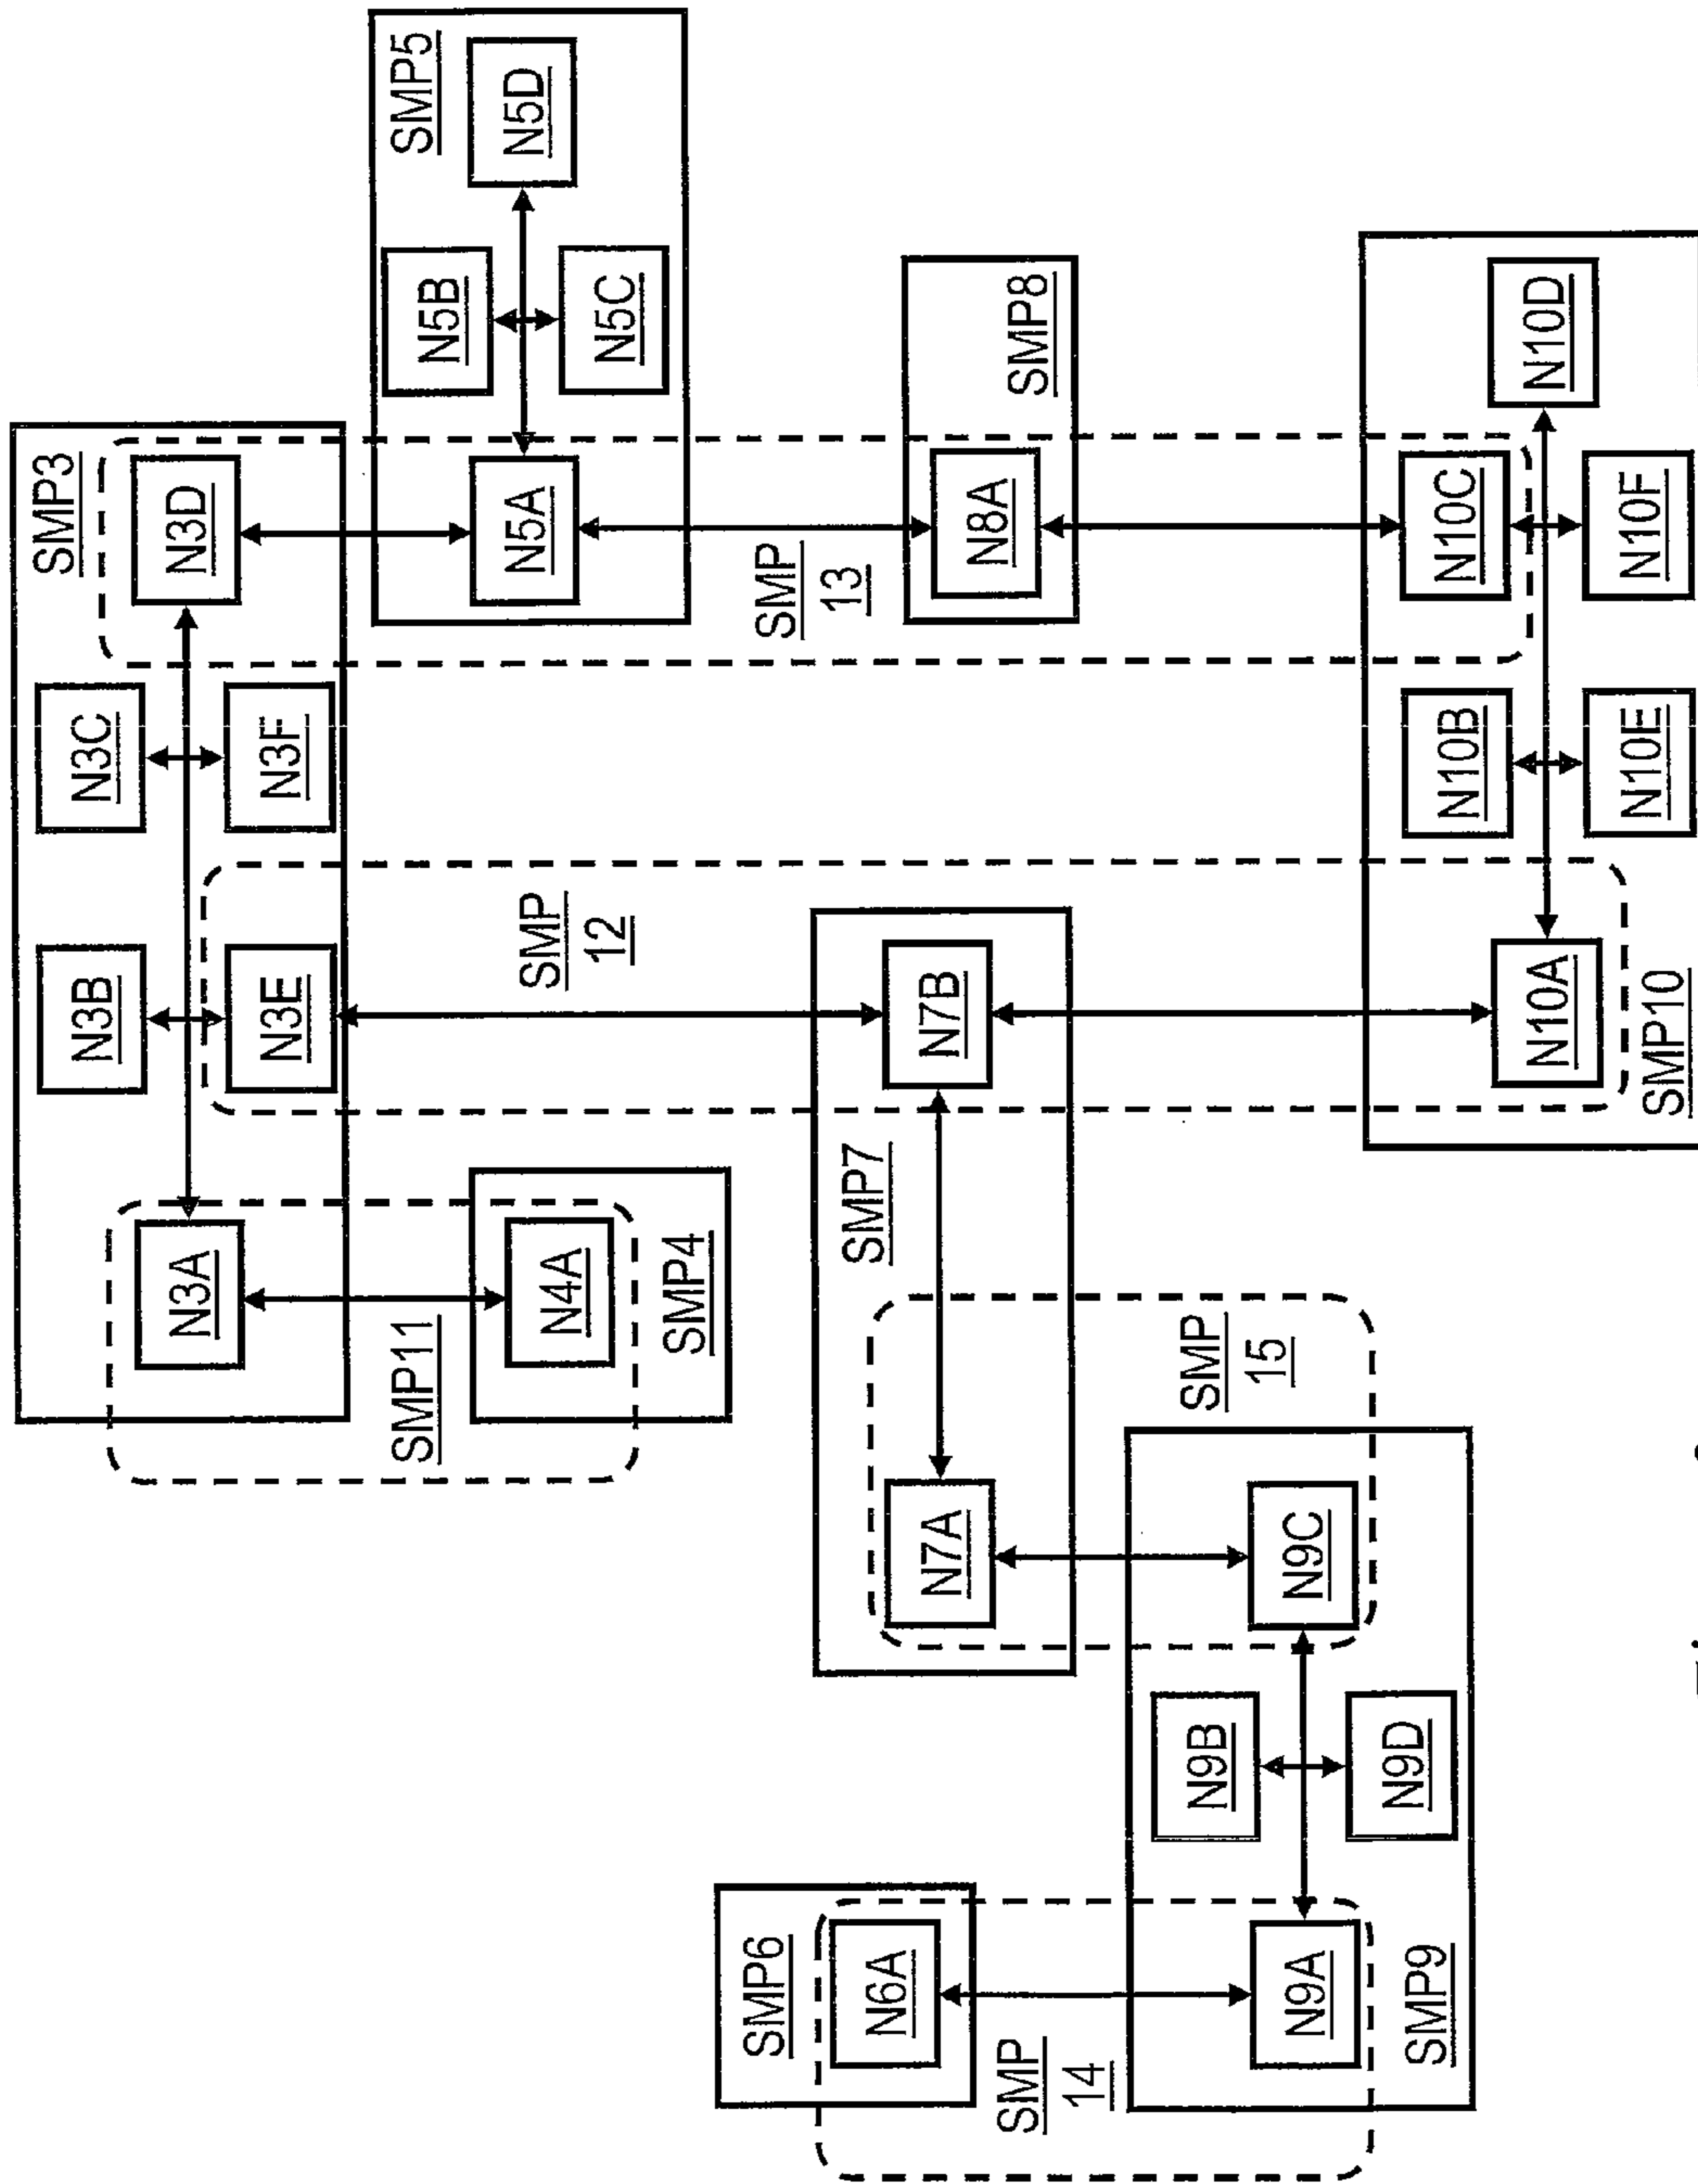 SMP3
N3B
N3C
N3A
N3D
N3E
N3F
SMP11
SMP5
N5B
N4A
SMP
12
N5A
N5D
N5C
SMP4
SMP6
SMP
13
SMP7
N6A
N7A
N7B
N8A
SMP
14
SMP8
SMP
15
N9B
N9A
N9C
N9D
SMP9
N10B
N10C
N10A
N10D
N10E
N10F
SMP10